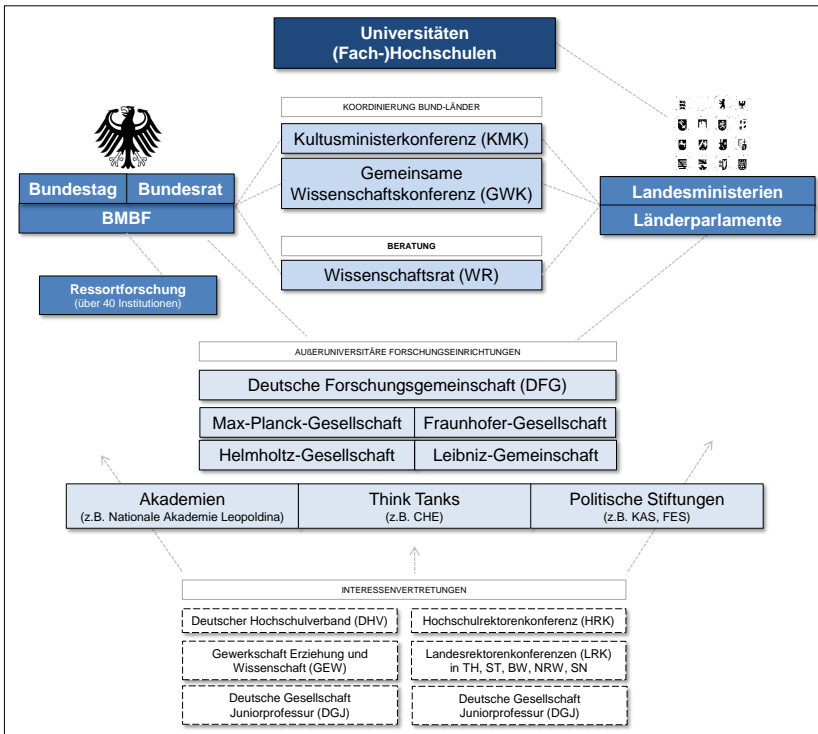 Universitäten
(Fach-)Hochschulen
KOORDINIERUNG BUND-LÄNDER
Kultusministerkonferenz (KMK)
Gemeinsame
Wissenschaftskonferenz (GWK)
Bundestag
Bundesrat
BMBF
Landesministerien
Länderparlamente
BERATUNG
Wissenschaftsrat (WR)
Ressortforschung
(über 40 Institutionen)
AUßERUNIVERSITÄRE FORSCHUNGSEINRICHTUNGEN
Deutsche Forschungsgemeinschaft (DFG)
Max-Planck-Gesellschaft
Fraunhofer-Gesellschaft
Helmholtz-Gesellschaft
Leibniz-Gemeinschaft
Akademien
(z.B. Nationale Akademie Leopoldina)
Think Tanks
(z.B. CHE)
Politische Stiftungen
(z.B. KAS, FES)
INTERESSENVERTRETUNGEN
Deutscher Hochschulverband (DHV)
Hochschulrektorenkonferenz (HRK)
Gewerkschaft Erziehung und
Wissenschaft (GEW)
Landesrektorenkonferenzen (LRK)
in TH, ST, BW, NRW, SN
Deutsche Gesellschaft
Juniorprofessur (DGJ)
Deutsche Gesellschaft
Juniorprofessur (DGJ)